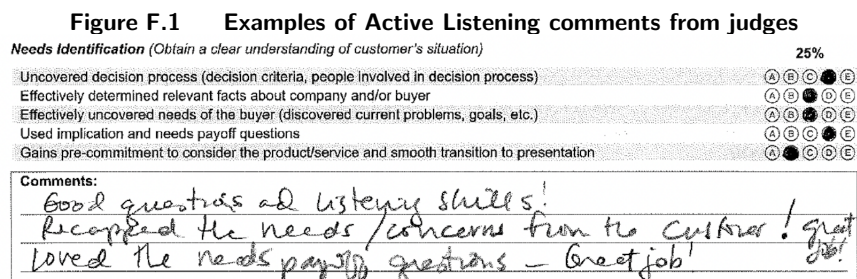 Figure F.1 Examples of Active Listening comments from judges
Needs Identification (Obtain a clear understanding of customer's situation) 25%
Uncovered decision process (decision criteria, people involved in decision process) A B C E
Effectively determined relevant facts about company and/or buyer A B D E
Effectively uncovered needs of the buyer (discovered current problems, goals, etc.) A B D E
Used implication and needs payoff questions A B C E
Gains pre-commitment to consider the product/service and smooth transition to presentation A C D E
Comments:
Good questions ad listening skills!
Recapped the needs/concerns from the customer! great job!
Loved the needs payoff questions – Great job!